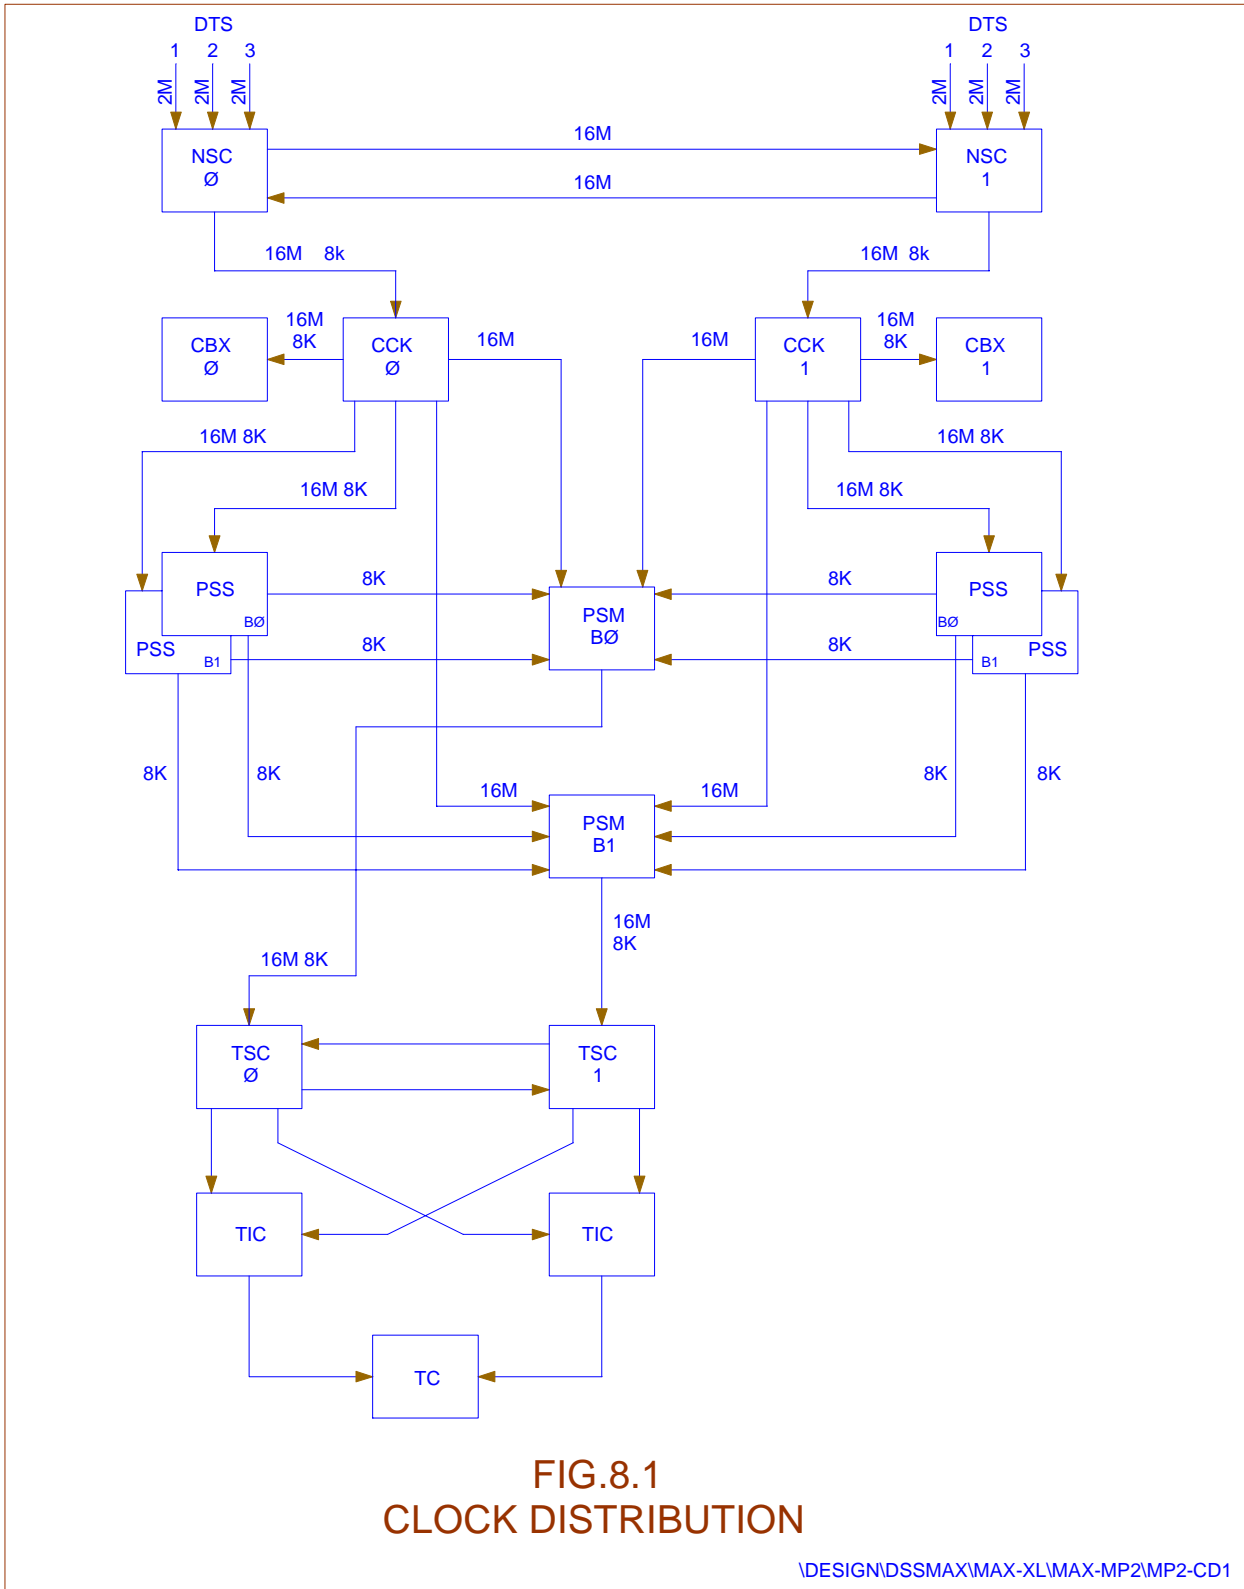 DTS DTS
1 2 3 1 2 3
2M 2M 2M 2M 2M 2M
NSC 16M NSC
Ø 1
16M
16M 8k 16M 8k
16M 16M
8K 8K
CBX CCK 16M 16M CCK CBX
Ø Ø 1 1
16M 8K 16M 8K
16M 8K 16M 8K
PSS 8K 8K PSS
BØ PSM BØ
BØ
PSS 8K 8K PSS
B1 B1
8K 8K 8K 8K
16M 16M
PSM
B1
16M
8K
16M 8K
TSC TSC
Ø 1
TIC TIC
TC
FIG.8.1
CLOCK DISTRIBUTION
\DESIGN\DSSMAX\MAX-XL\MAX-MP2\MP2-CD1